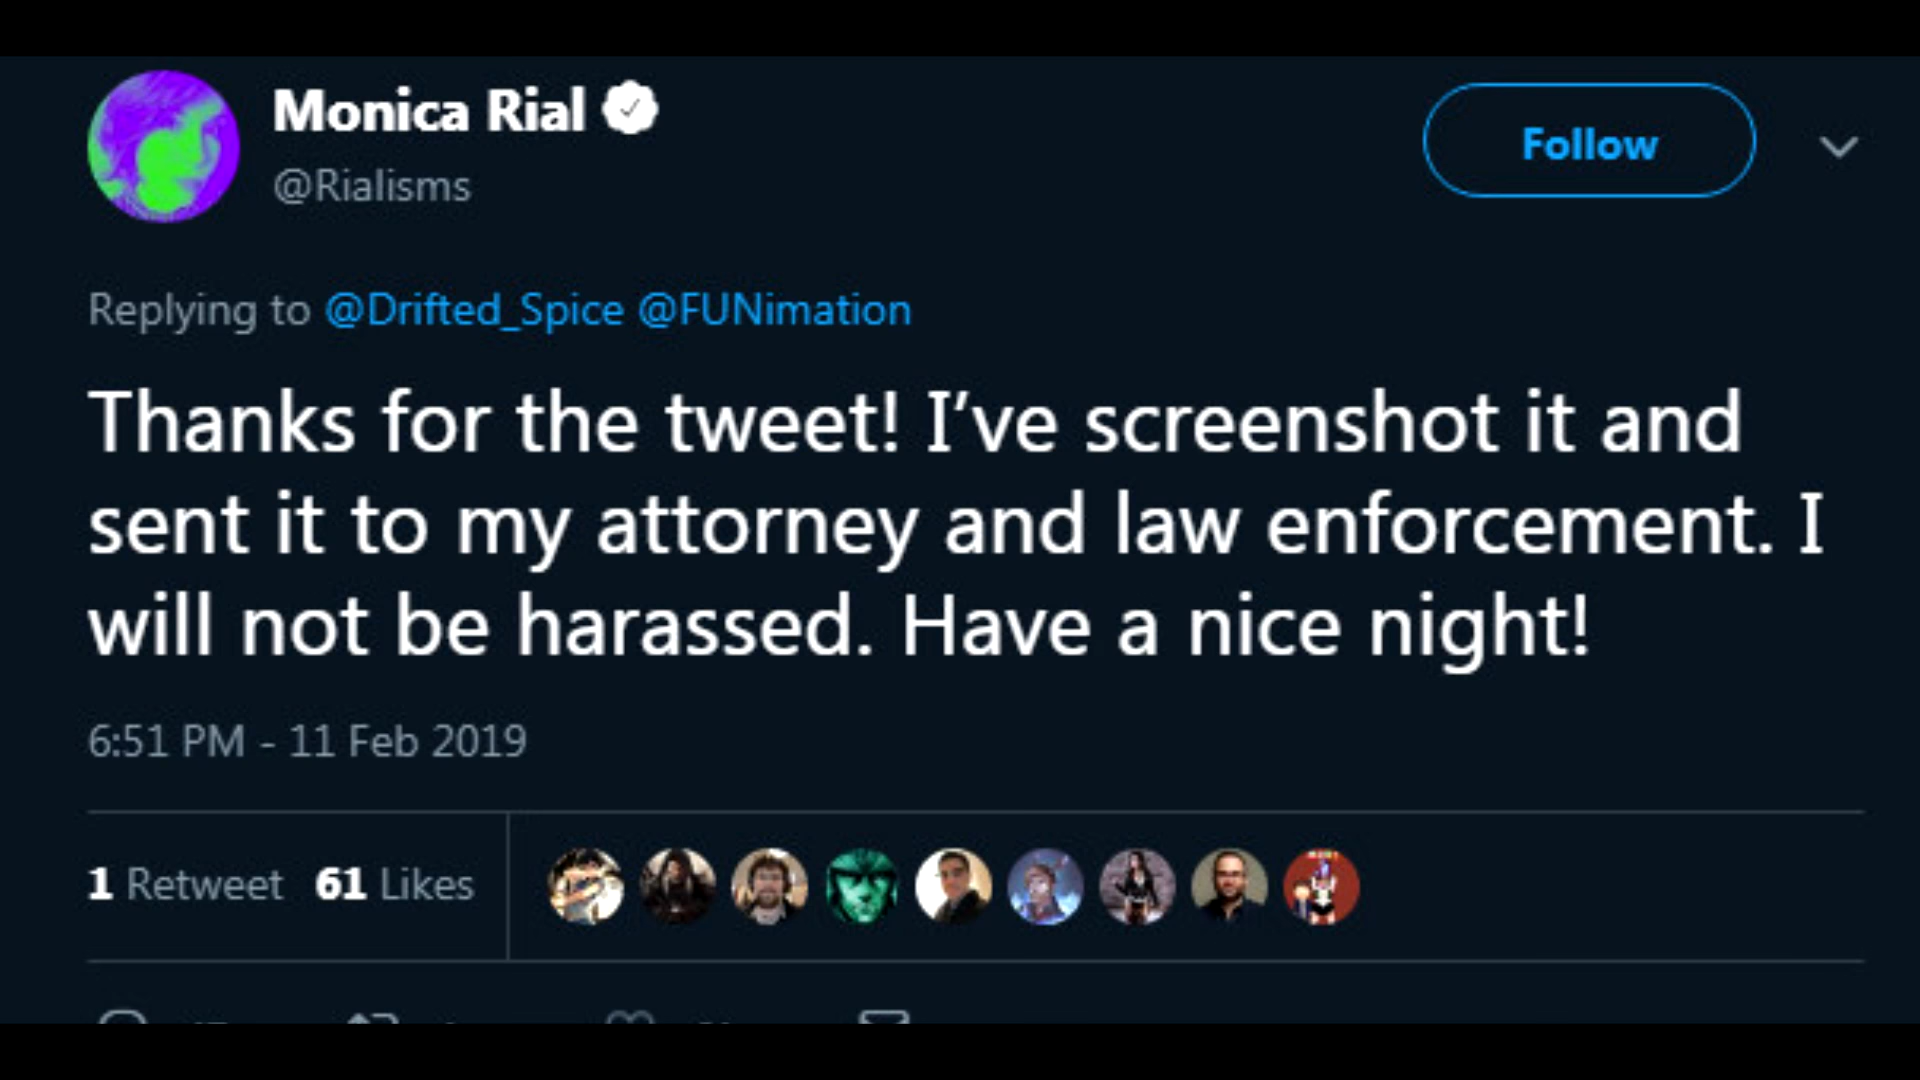 Monica Rial
@Rialisms
Follow
Replying to @Drifted_Spice @FUNimation
Thanks for the tweet! I’ve screenshot it and
sent it to my attorney and law enforcement. I
will not be harassed. Have a nice night!
6:51 PM - 11 Feb 2019
1 Retweet 61 Likes